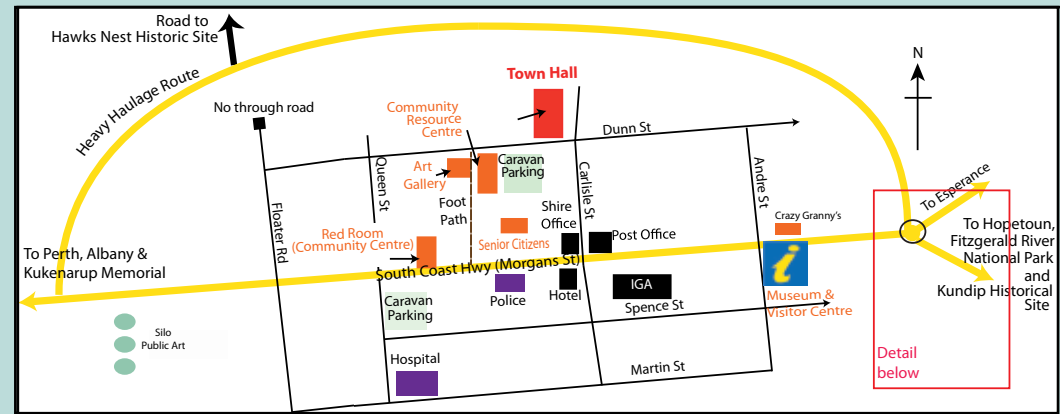 Road to
Hawks Nest Historic Site
Heavy Haulage Route
No through road
Community
Resource
Centre
Town Hall
N
Dunn St
Queen St
Art
Gallery
Caravan
Parking
Carlisle St
Andre St
Foot
Path
Floater Rd
Red Room
(Community Centre)
Senior Citizens
Shire
Office
Post Office
Crazy Granny's
To Esperance
To Hopetoun,
Fitzgerald River
National Park
and
Kundip Historical
Site
To Perth, Albany &
Kukenarup Memorial
South Coast Hwy (Morgans St)
i
Caravan
Parking
Police
Hotel
IGA
Spence St
Museum &
Visitor Centre
Silo
Public Art
Hospital
Martin St
Detail
below